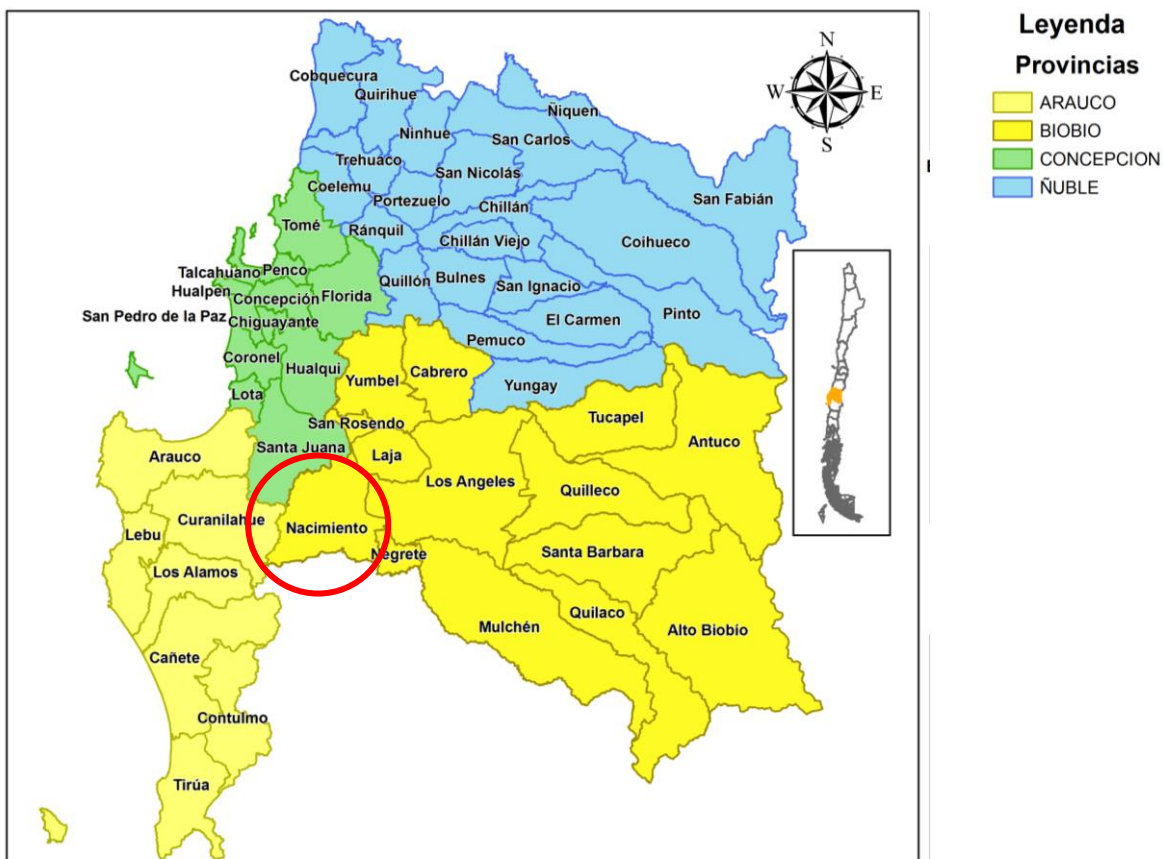 Leyenda
Provincias
ARAUCO
BIOBIO
CONCEPCION
ÑUBLE
N
W
E
S
Cobquecura
Quirihue
Ñiquen
Ninhue
San Carlos
Trehuaco
San Nicolás
Coelemu
Portezuelo
Chillán
San Fabián
Tomé
Ránquil
Chillán Viejo
Coihueco
Talcahuano
Penco
Hualpen
Concepción
Florida
Quillón
Bulnes
San Ignacio
San Pedro de la Paz
Chiguayante
El Carmen
Pinto
Pemuco
Coronel
Hualqui
Yumbel
Cabrero
Yungay
Lota
Tucapel
San Rosendo
Santa Juana
Antuco
Arauco
Laja
Los Angeles
Quilleco
Curanilahue
Lebu
Nacimiento
Negrete
Santa Barbara
Los Alamos
Quilaco
Mulchén
Alto Biobío
Cañete
Contulmo
Tirúa